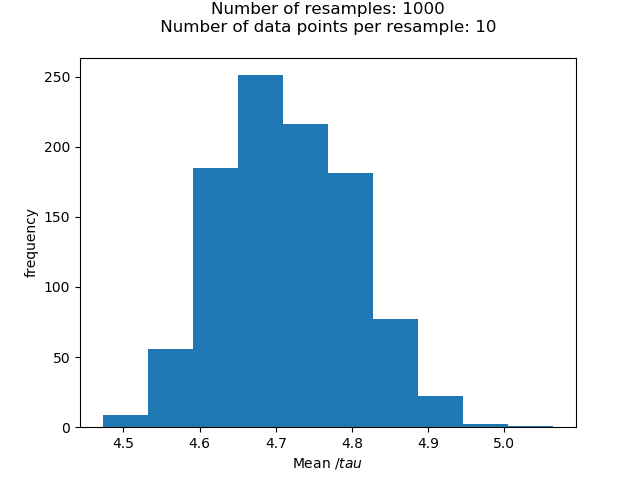 Number of resamples: 1000
Number of data points per resample: 10
250
200
150
100
50
0
frequency
4.5 4.6 4.7 4.8 4.9 5.0
Mean /tau